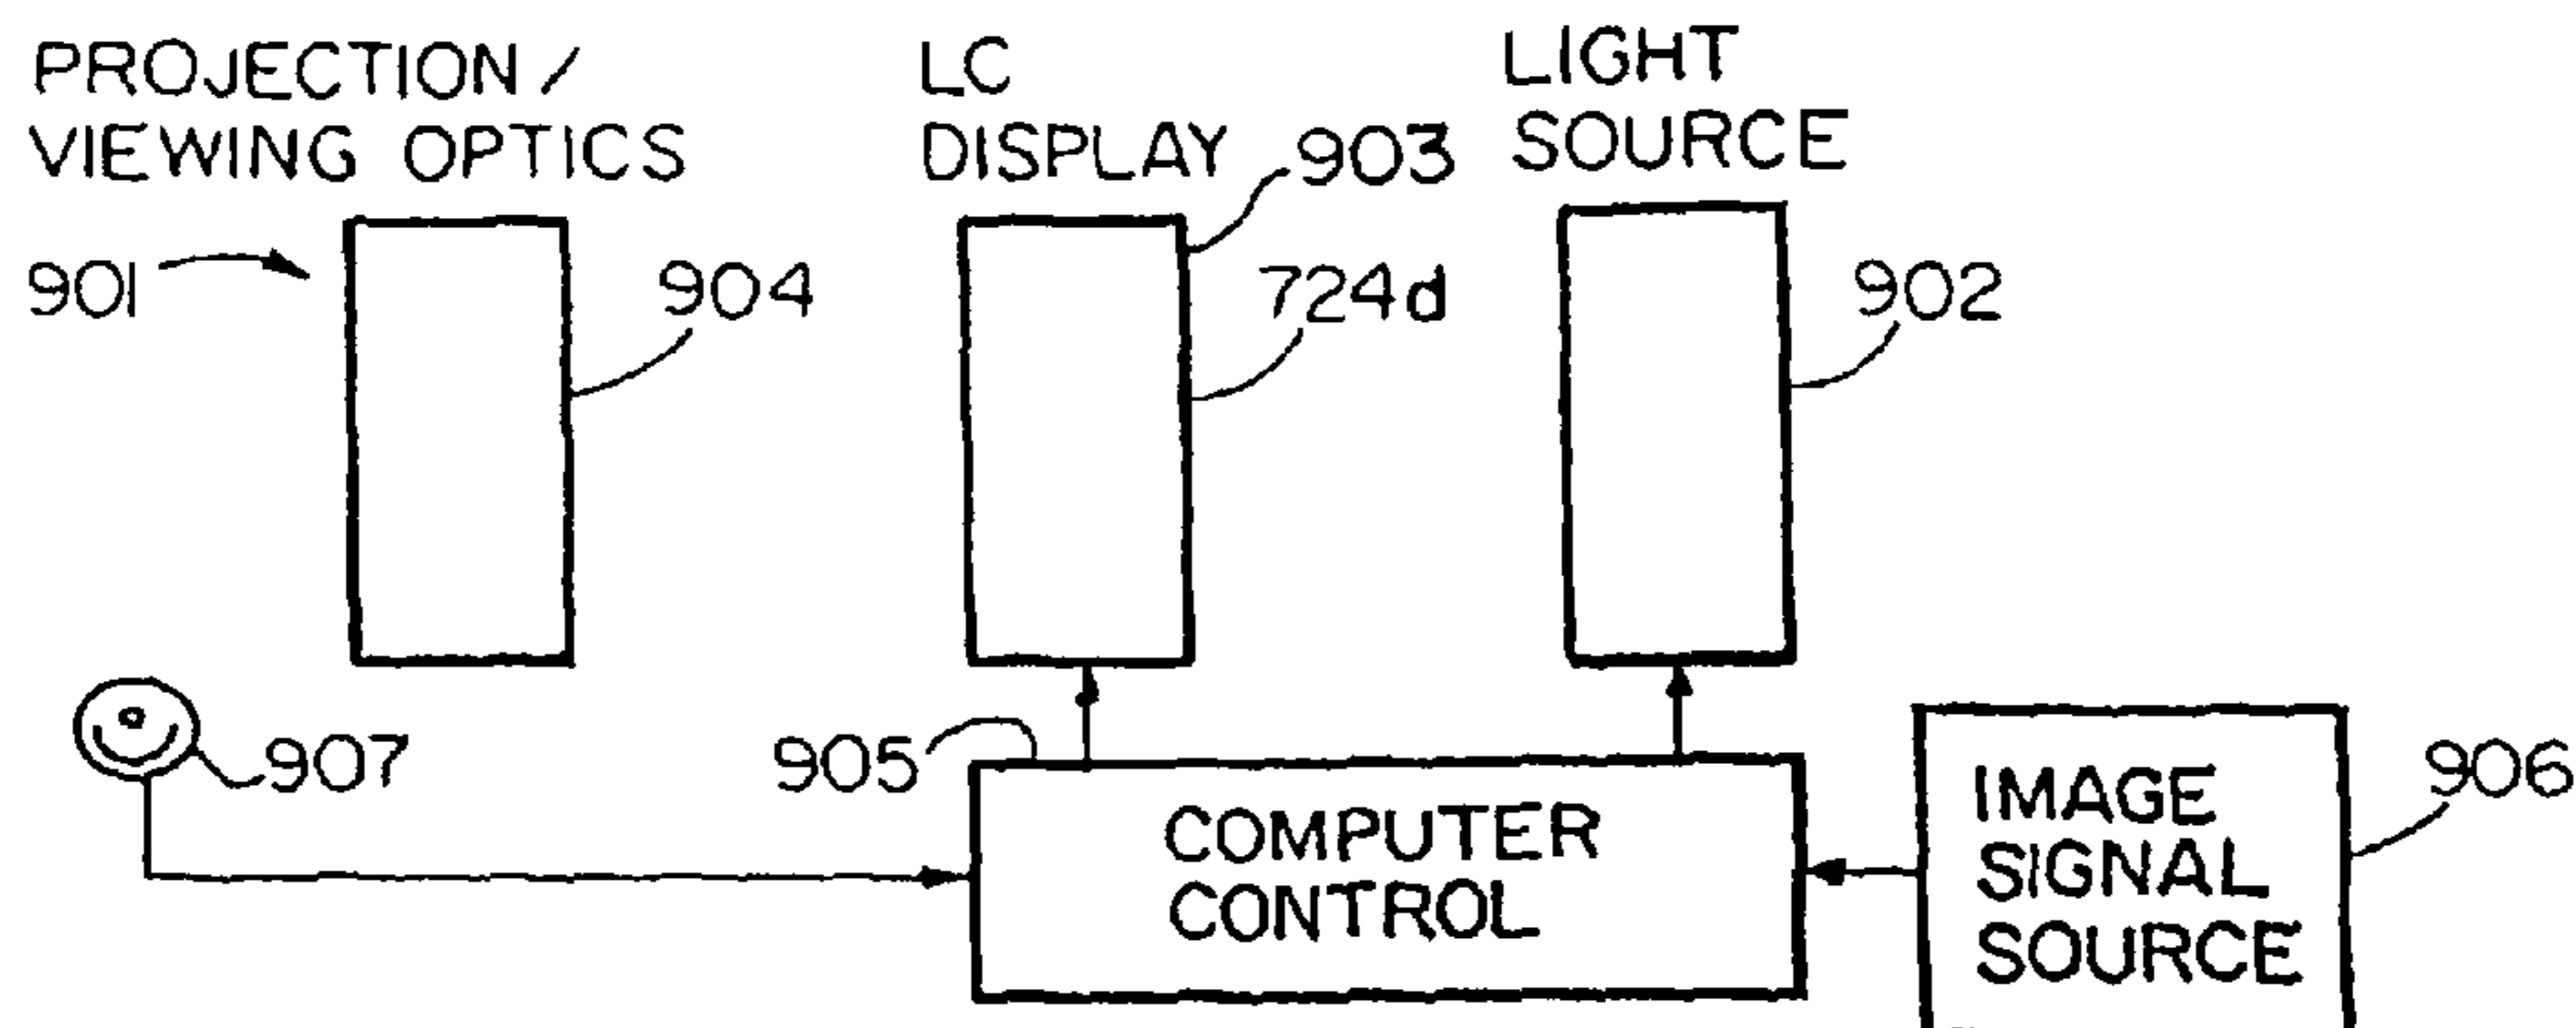 PROJECTION/
VIEWING OPTICS
LC
DISPLAY
LIGHT
SOURCE
903
901
904
724d
902
907
905
906
COMPUTER
CONTROL
IMAGE
SIGNAL
SOURCE